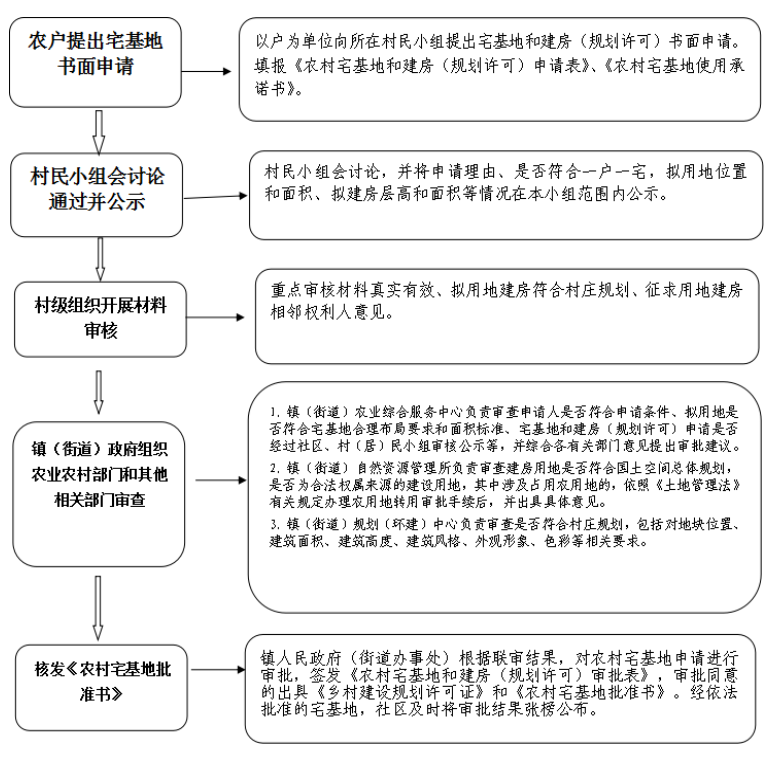 农户提出宅基地
书面申请
以户为单位向所在村民小组提出宅基地和建房（规划许可）书面申请。
填报《农村宅基地和建房（规划许可）申请表》、《农村宅基地使用承
诺书》。
村民小组会讨论
通过并公示
村民小组会讨论，并将申请理由、是否符合一户一宅，拟用地位置
和面积、拟建房层高和面积等情况在本小组范围内公示。
村级组织开展材料
审核
重点审核材料真实有效、拟用地建房符合村庄规划、征求用地建房
相邻权利人意见。
镇（街道）政府组织
农业农村部门和其他
相关部门审查
1. 镇（街道）农业综合服务中心负责审查申请人是否符合申请条件、拟用地是
否符合宅基地合理布局要求和面积标准、宅基地和建房（规划许可）申请是否
经过社区、村（居）民小组审核公示等，并综合各有关部门意见提出审批建议。
2. 镇（街道）自然资源管理所负责审查建房用地是否符合国土空间总体规划，
是否为合法权属来源的建设用地，其中涉及占用农用地的，依照《土地管理法》
有关规定办理农用地转用审批手续后，并出具具体意见。
3. 镇（街道）规划（环建）中心负责审查是否符合村庄规划，包括对地块位置、
建筑面积、建筑高度、建筑风格、外观形象、色彩等相关要求。
核发《农村宅基地批
准书》
镇人民政府（街道办事处）根据联审结果，对农村宅基地申请进行
审批，签发《农村宅基地和建房（规划许可）审批表》，审批同意
的出具《乡村建设规划许可证》和《农村宅基地批准书》。经依法
批准的宅基地，社区及时将审批结果张榜公布。